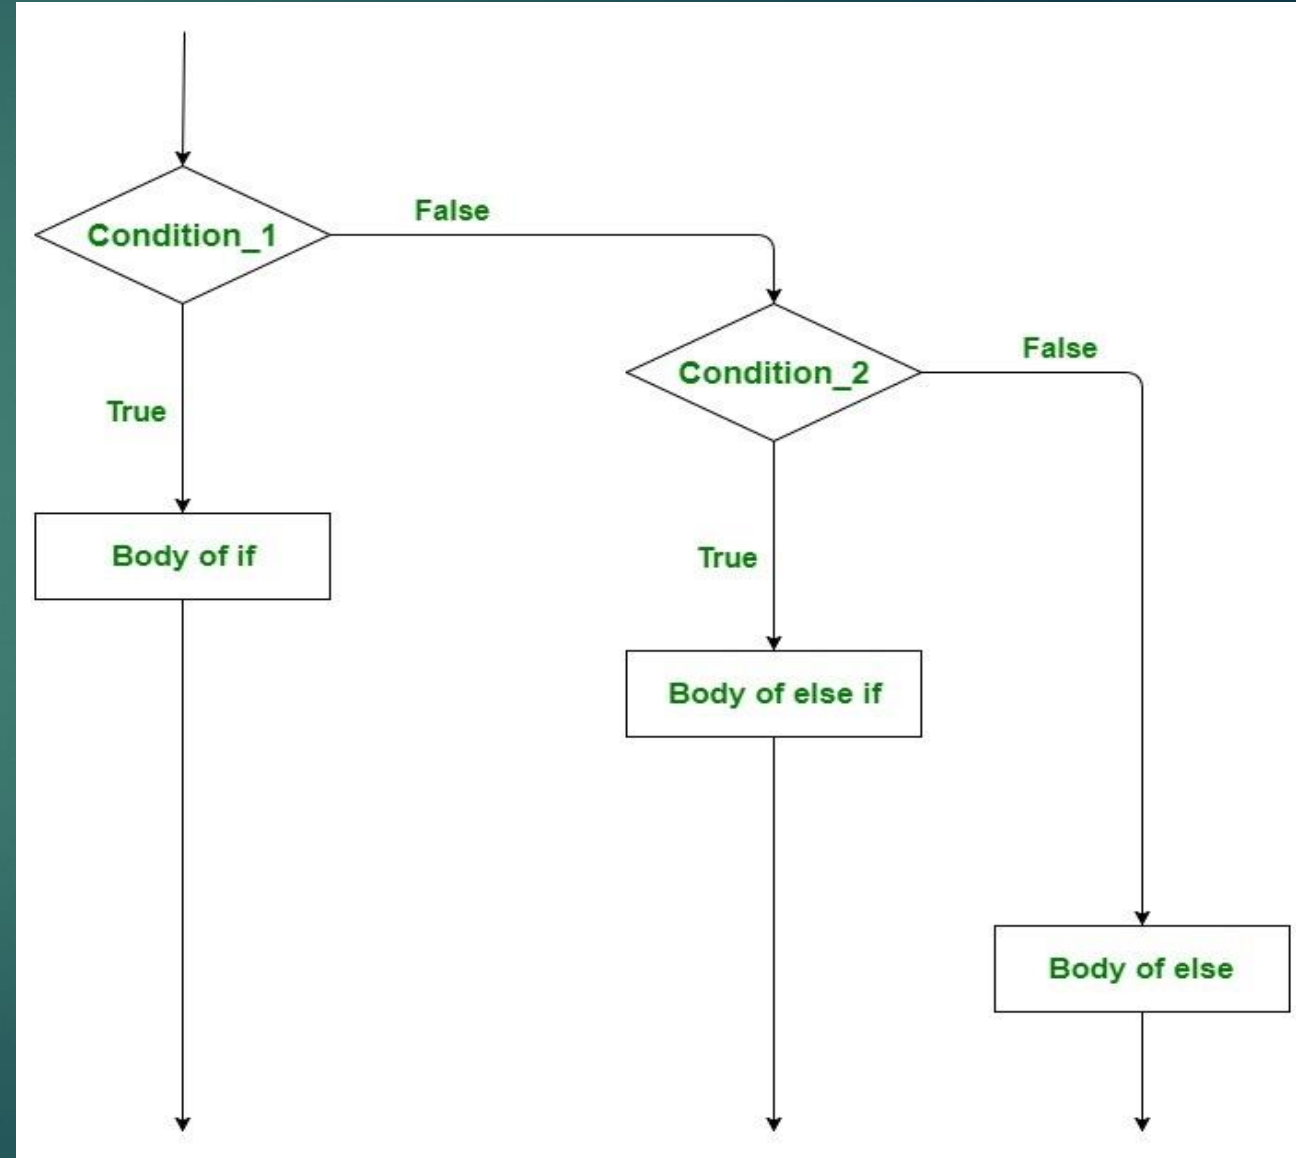 False
Condition_1
False
Condition_2
True
Body of if
True
Body of else if
Body of else